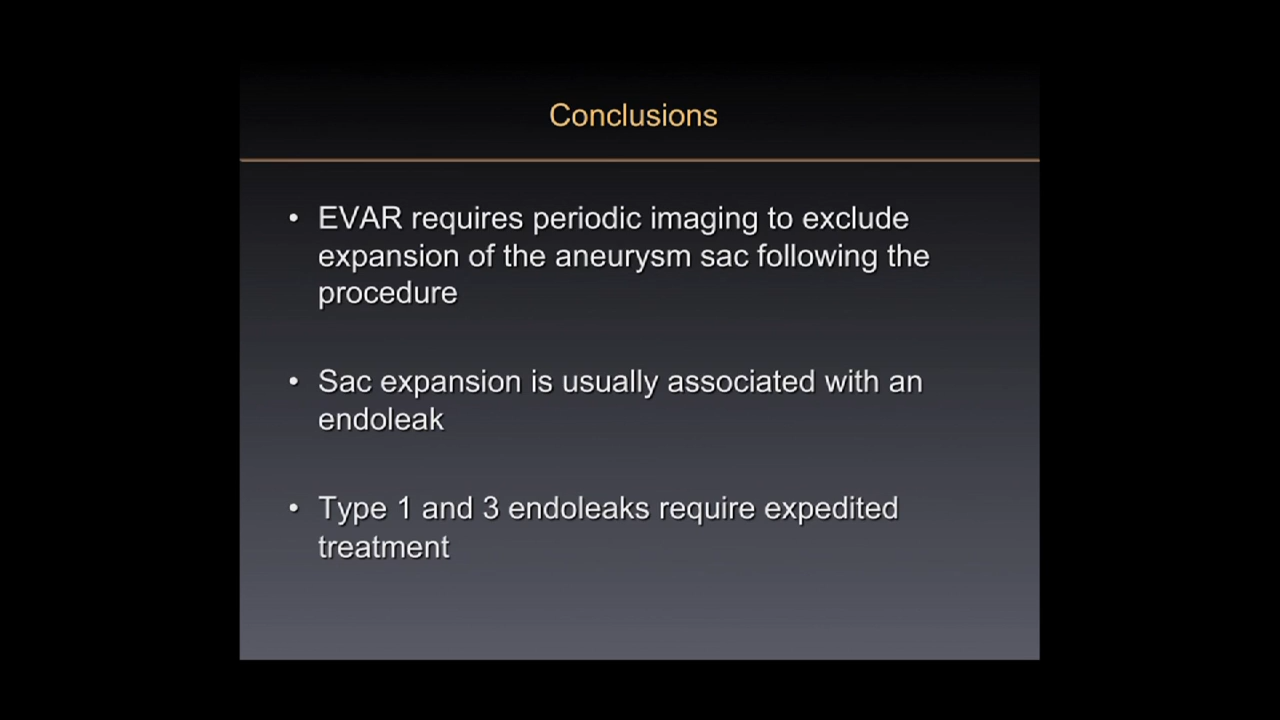 Conclusions
• EVAR requires periodic imaging to exclude
expansion of the aneurysm sac following the
procedure
• Sac expansion is usually associated with an
endoleak
• Type 1 and 3 endoleaks require expedited
treatment